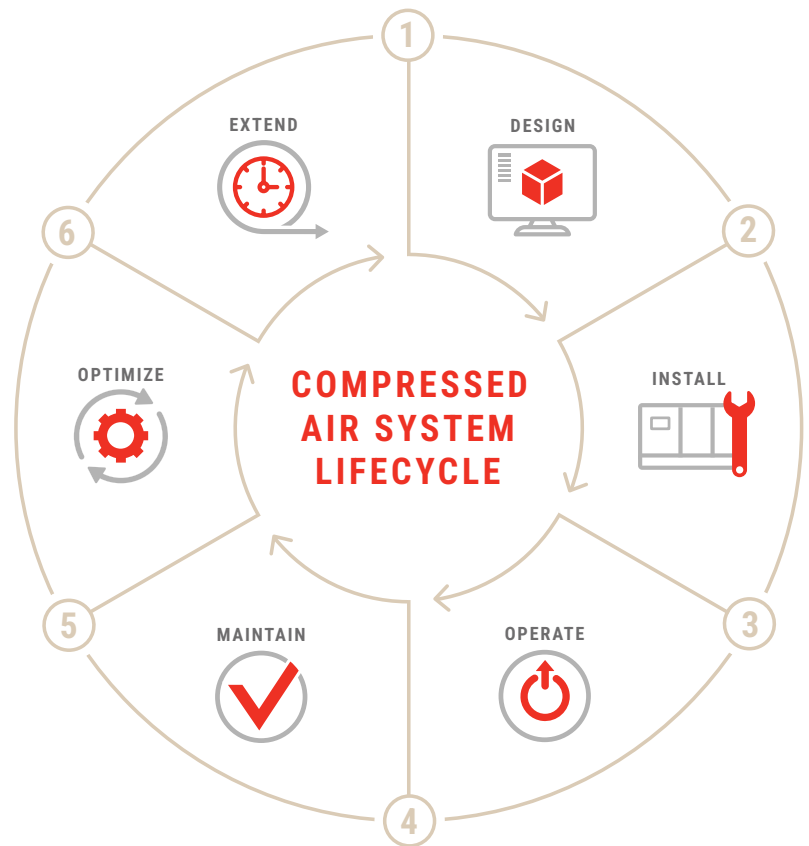 1
DESIGN
2
INSTALL
3
OPERATE
4
MAINTAIN
5
OPTIMIZE
6
EXTEND
COMPRESSED
AIR SYSTEM
LIFECYCLE